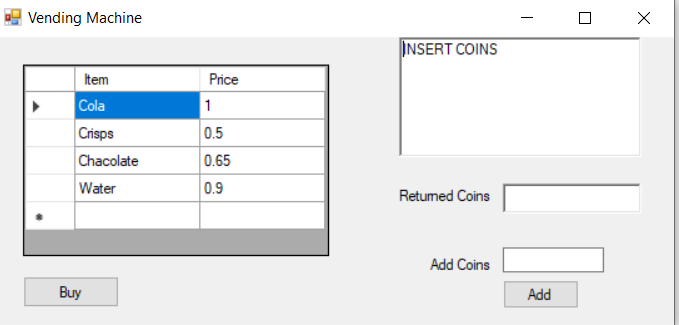 Vending Machine
INSERT COINS
Item Price
Cola 1
Crisps 0.5
Chacolate 0.65
Water 0.9
Returned Coins
Add Coins
Buy
Add